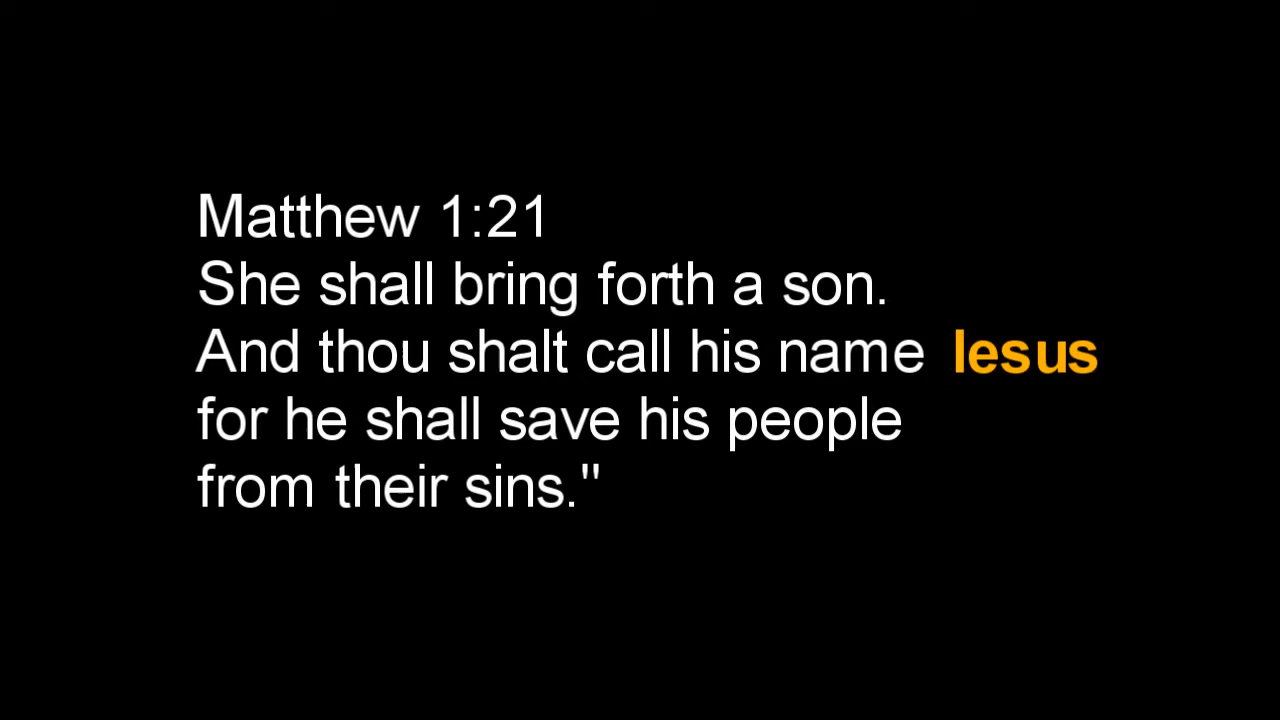 Matthew 1:21
She shall bring forth a son.
And thou shalt call his name Iesus
for he shall save his people
from their sins."